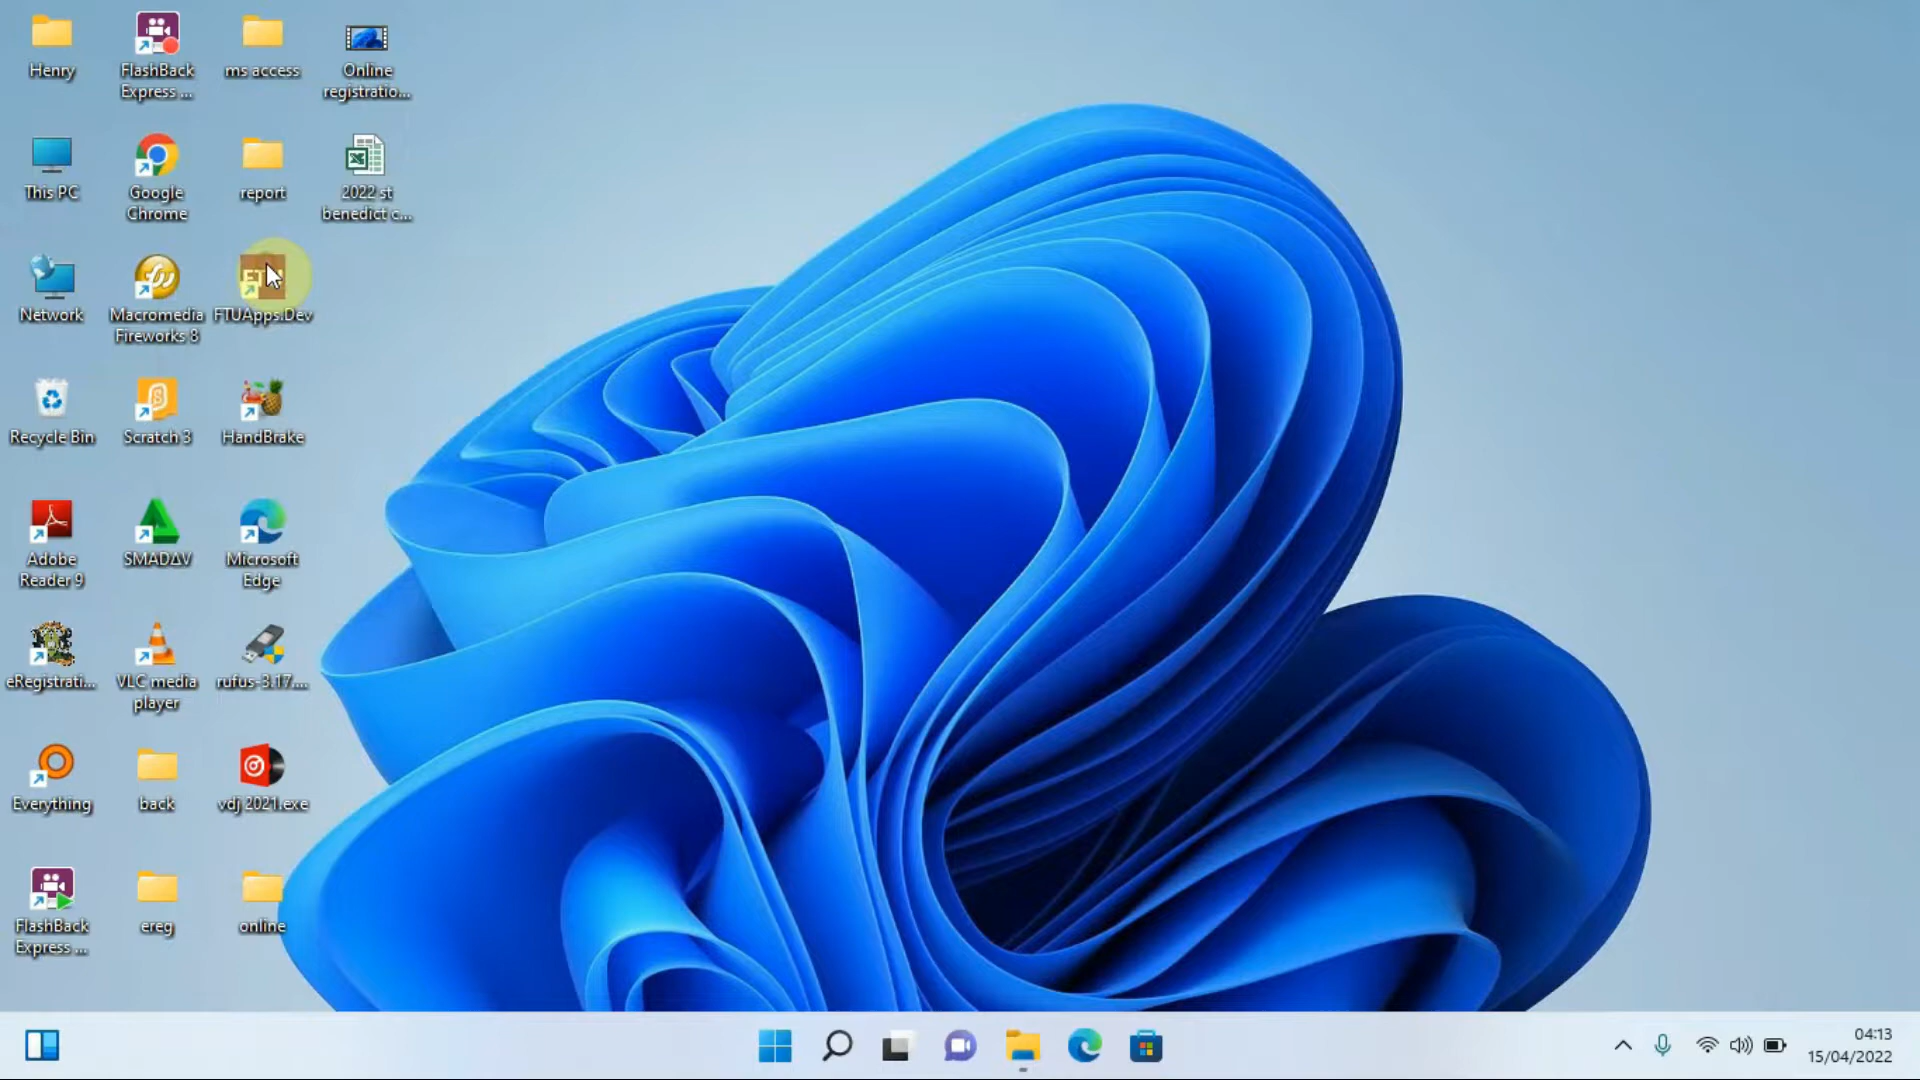 Henry
FlashBack
Express ...
ms access
Online
registratio...
This PC
Google
Chrome
report
2022 st
benedict c...
Network
Macromedia
Fireworks 8
FTUApps.Dev
Recycle Bin
Scratch 3
HandBrake
Adobe
Reader 9
SMADΔV
Microsoft
Edge
eRegistrati...
VLC media
player
rufus-3.17....
Everything
back
vdj 2021.exe
FlashBack
Express ...
ereg
online
04:13
15/04/2022